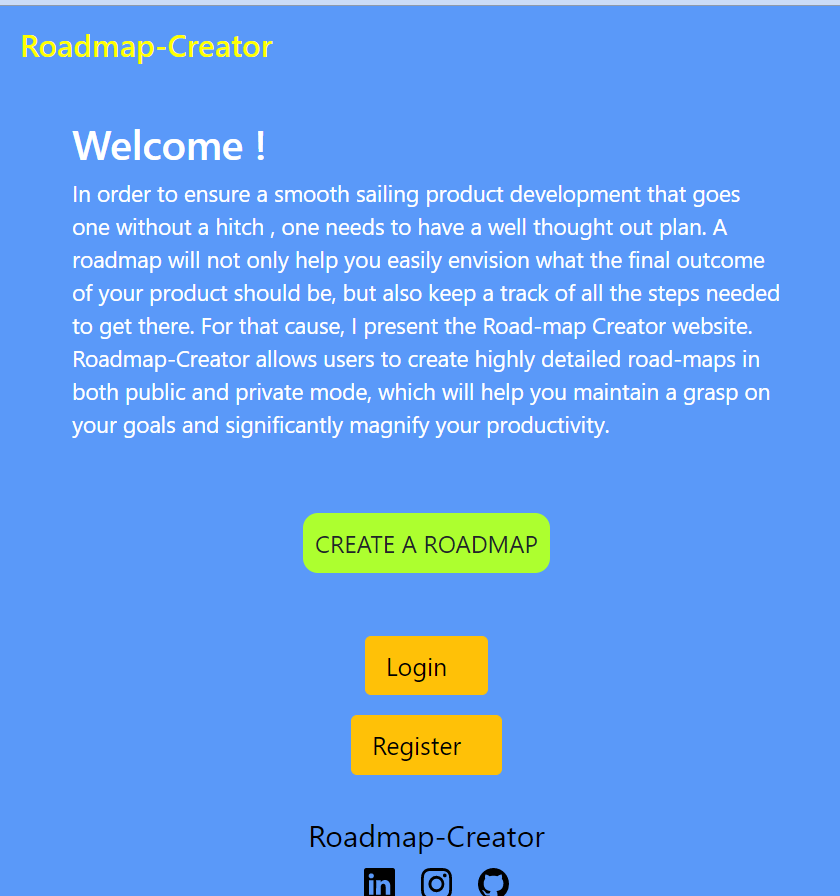 Roadmap-Creator
Welcome !
In order to ensure a smooth sailing product development that goes
one without a hitch , one needs to have a well thought out plan. A
roadmap will not only help you easily envision what the final outcome
of your product should be, but also keep a track of all the steps needed
to get there. For that cause, I present the Road-map Creator website.
Roadmap-Creator allows users to create highly detailed road-maps in
both public and private mode, which will help you maintain a grasp on
your goals and significantly magnify your productivity.
CREATE A ROADMAP
Login
Register
Roadmap-Creator